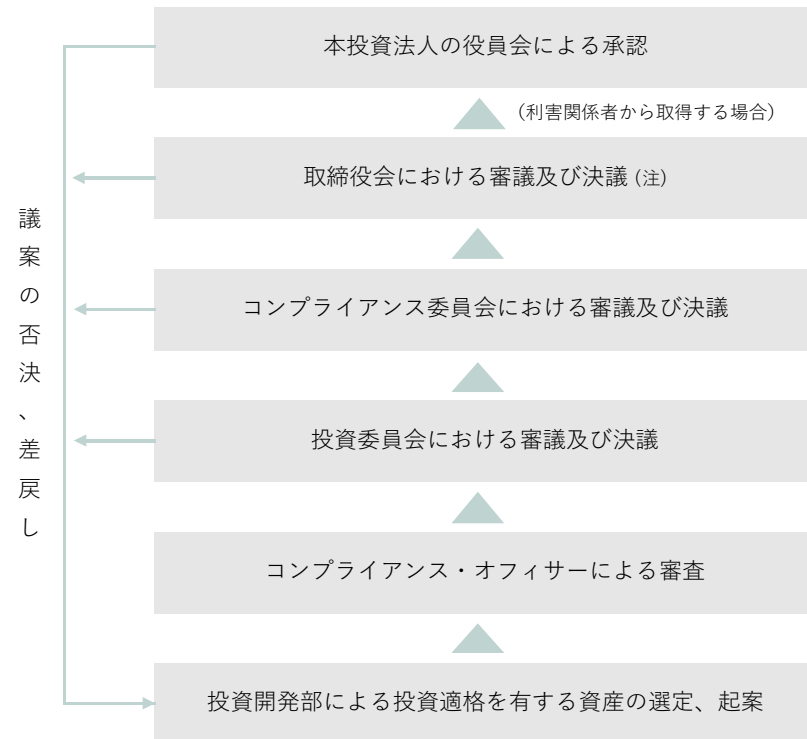 本投資法人の役員会による承認
（利害関係者から取得する場合）
取締役会における審議及び決議 (注)
コンプライアンス委員会における審議及び決議
投資委員会における審議及び決議
コンプライアンス・オフィサーによる審査
投資開発部による投資適格を有する資産の選定、起案
議案の否決、差戻し